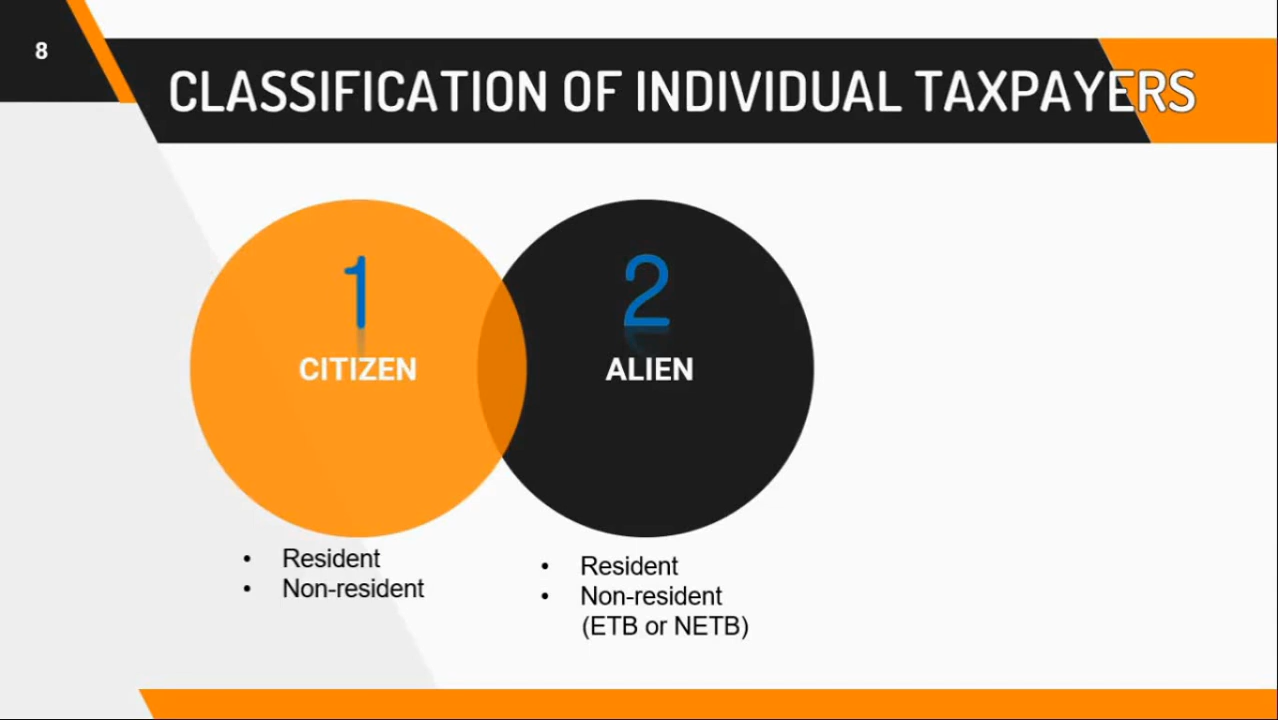 8
CLASSIFICATION OF INDIVIDUAL TAXPAYERS
1
CITIZEN
• Resident
• Non-resident
2
ALIEN
• Resident
• Non-resident
(ETB or NETB)